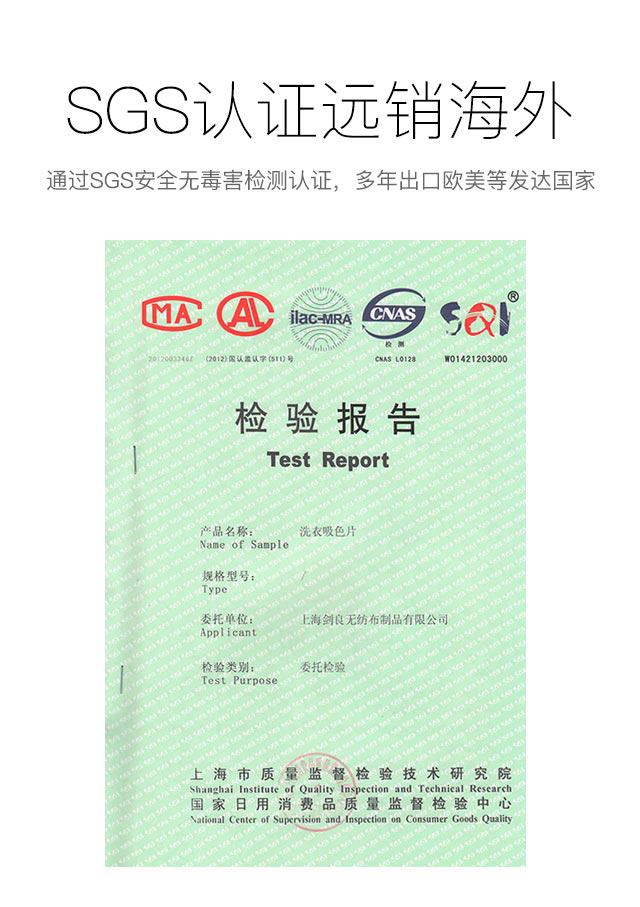 SGS认证远销海外
通过SGS安全无毒害检测认证，多年出口欧美等发达国家
MA
AL
ilac-MRA
CNAS
检 测
SQI®
(2012)国认监认字(511)号
CNAS L0128
W01421203000
检验报告
Test Report
产品名称：
洗衣吸色片
Name of Sample
规格型号：
/
Type
委托单位：
上海剑良无纺布制品有限公司
Applicant
检验类别：
委托检验
Test Purpose
上海市质量监督检验技术研究院
Shanghai Institute of Quality Inspection and Technical Research
国家日用消费品质量监督检验中心
National Center of Supervision and Inspection on Consumer Goods Quality